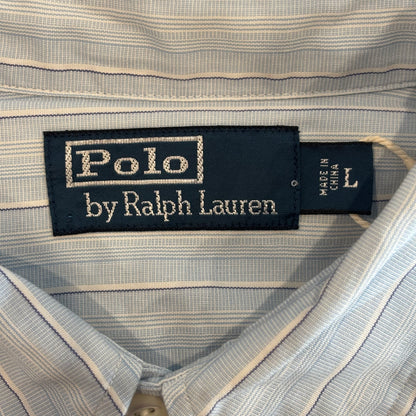 Polo
by Ralph Lauren
MADE IN
CHINA
L